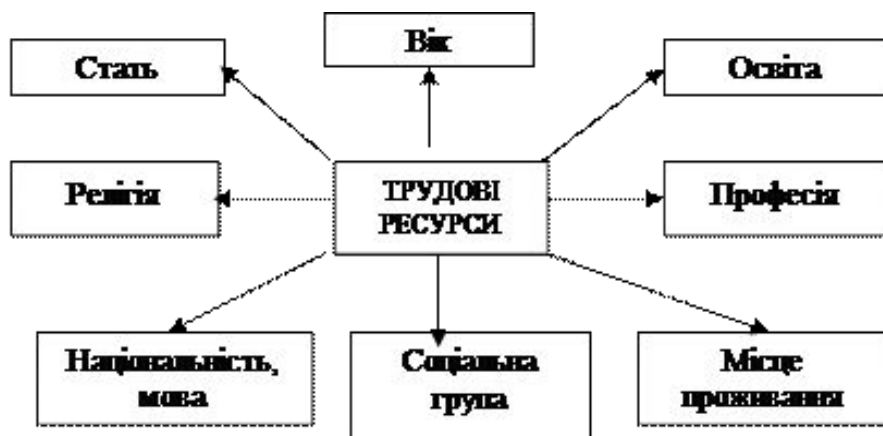 Вік
Стать
Освіта
Релігія
ТРУДОВІ
РЕСУРСИ
Професія
Національність,
мова
Соціальна
група
Місце
проживання